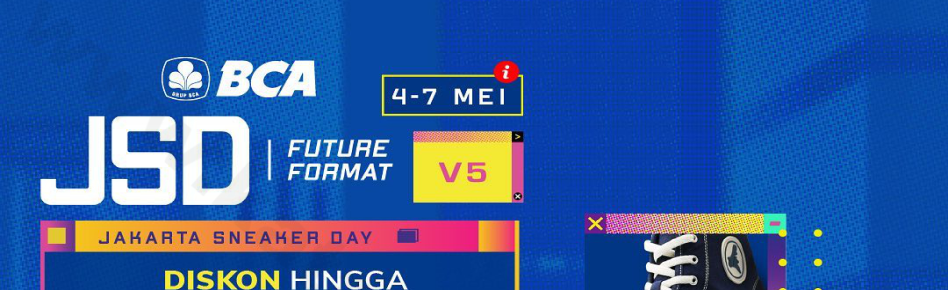 BCA
GRUP BCA
4-7 MEI
i
JSD
FUTURE
FORMAT
V5
JAKARTA SNEAKER DAY
DISKON HINGGA